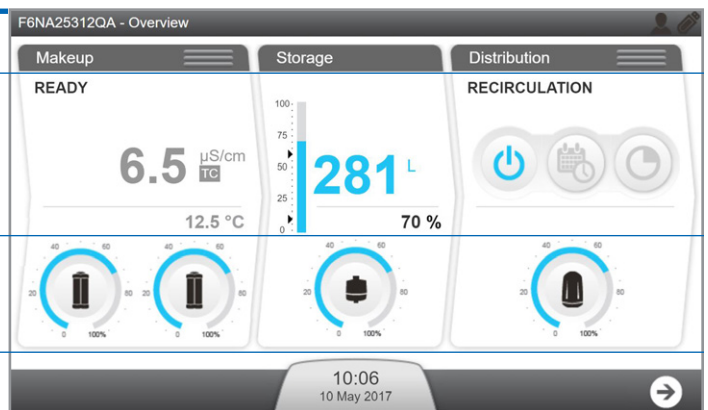 F6NA25312QA - Overview
Makeup
Storage
Distribution
READY
RECIRCULATION
100
75
50
25
0
6.5 µS/cm
TC
281 L
12.5 °C
70 %
40 60
20 80
0 100%
40 60
20 80
0 100%
40 60
20 80
0 100%
40 60
20 80
0 100%
10:06
10 May 2017